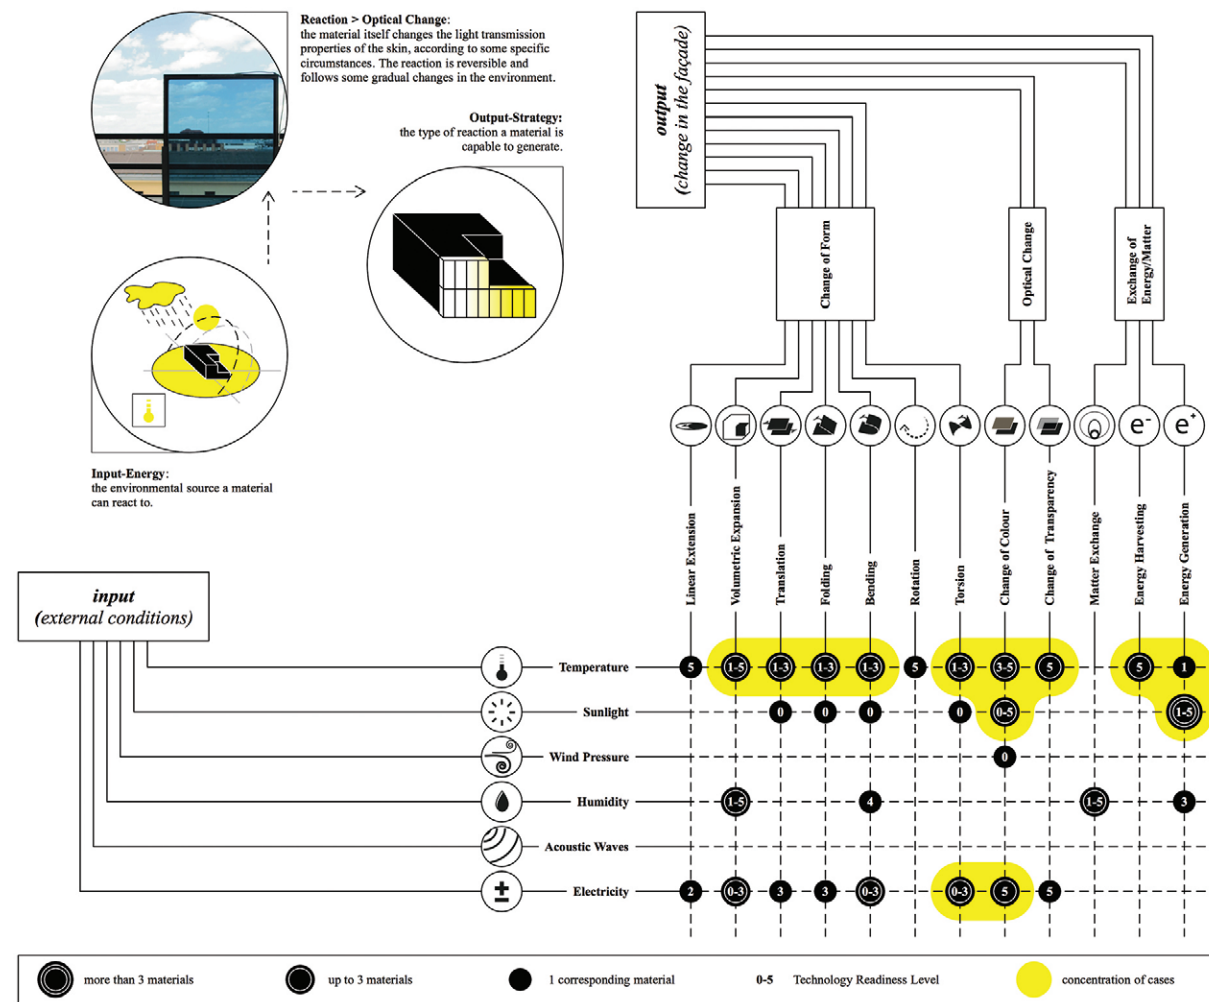 Reaction > Optical Change:
the material itself changes the light transmission
properties of the skin, according to some specific
circumstances. The reaction is reversible and
follows some gradual changes in the environment.
Output-Strategy:
the type of reaction a material is
capable to generate.
Input-Energy:
the environmental source a material
can react to.
output
(change in the façade)
Change of Form
Optical Change
Exchange of
Energy/Matter
e-
e+
Linear Extension
Volumetric Expansion
Translation
Folding
Bending
Rotation
Torsion
Change of Colour
Change of Transparency
Matter Exchange
Energy Harvesting
Energy Generation
input
(external conditions)
Temperature 5 1-5 1-3 1-3 1-3 5 1-3 3-5 5 5 1
Sunlight 0 0 0 0 0-5 1-5
Wind Pressure 0
Humidity 1-5 4 1-5 3
Acoustic Waves
± Electricity 2 0-3 3 3 0-3 0-3 5 5
more than 3 materials up to 3 materials 1 corresponding material 0-5 Technology Readiness Level concentration of cases